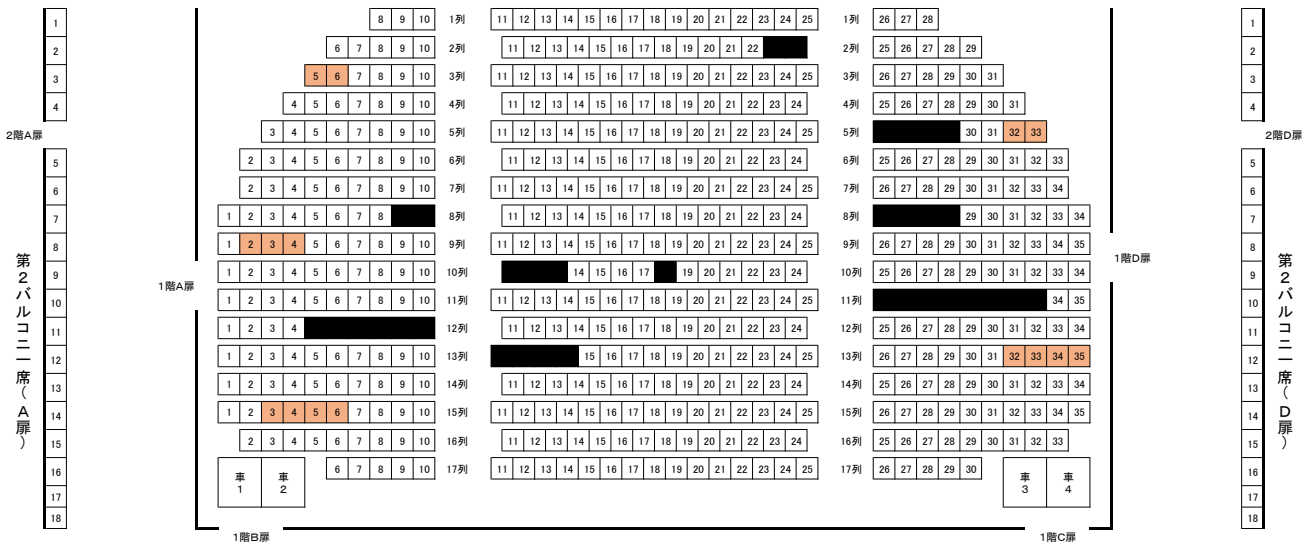 1 8 9 10 1列 11 12 13 14 15 16 17 18 19 20 21 22 23 24 25 1列 26 27 28 1
2 6 7 8 9 10 2列 11 12 13 14 15 16 17 18 19 20 21 22 2列 25 26 27 28 29 2
3 5 6 7 8 9 10 3列 11 12 13 14 15 16 17 18 19 20 21 22 23 24 25 3列 26 27 28 29 30 31 3
4 4 5 6 7 8 9 10 4列 11 12 13 14 15 16 17 18 19 20 21 22 23 24 4列 25 26 27 28 29 30 31 4
2階A扉 3 4 5 6 7 8 9 10 5列 11 12 13 14 15 16 17 18 19 20 21 22 23 24 25 5列 30 31 32 33 2階D扉
5 2 3 4 5 6 7 8 9 10 6列 11 12 13 14 15 16 17 18 19 20 21 22 23 24 6列 25 26 27 28 29 30 31 32 33 5
6 2 3 4 5 6 7 8 9 10 7列 11 12 13 14 15 16 17 18 19 20 21 22 23 24 25 7列 26 27 28 29 30 31 32 33 34 6
7 1 2 3 4 5 6 7 8 8列 11 12 13 14 15 16 17 18 19 20 21 22 23 24 8列 29 30 31 32 33 34 7
8 1 2 3 4 5 6 7 8 9 10 9列 11 12 13 14 15 16 17 18 19 20 21 22 23 24 25 9列 26 27 28 29 30 31 32 33 34 35 8
1階D扉
9 1 2 3 4 5 6 7 8 9 10 10列 14 15 16 17 19 20 21 22 23 24 10列 25 26 27 28 29 30 31 32 33 34 9
1階A扉
10 1 2 3 4 5 6 7 8 9 10 11列 11 12 13 14 15 16 17 18 19 20 21 22 23 24 25 11列 34 35 10
11 1 2 3 4 12列 11 12 13 14 15 16 17 18 19 20 21 22 23 24 12列 25 26 27 28 29 30 31 32 33 34 11
12 1 2 3 4 5 6 7 8 9 10 13列 15 16 17 18 19 20 21 22 23 24 25 13列 26 27 28 29 30 31 32 33 34 35 12
13 1 2 3 4 5 6 7 8 9 10 14列 11 12 13 14 15 16 17 18 19 20 21 22 23 24 14列 25 26 27 28 29 30 31 32 33 34 13
14 1 2 3 4 5 6 7 8 9 10 15列 11 12 13 14 15 16 17 18 19 20 21 22 23 24 25 15列 26 27 28 29 30 31 32 33 34 35 14
15 2 3 4 5 6 7 8 9 10 16列 11 12 13 14 15 16 17 18 19 20 21 22 23 24 16列 25 26 27 28 29 30 31 32 33 15
16 6 7 8 9 10 17列 11 12 13 14 15 16 17 18 19 20 21 22 23 24 25 17列 26 27 28 29 30 16
車 車 車 車
17 1 2 3 4 17
18 18
1階B扉 1階C扉
第2バルコニー席(A扉)
第2バルコニー席(D扉)